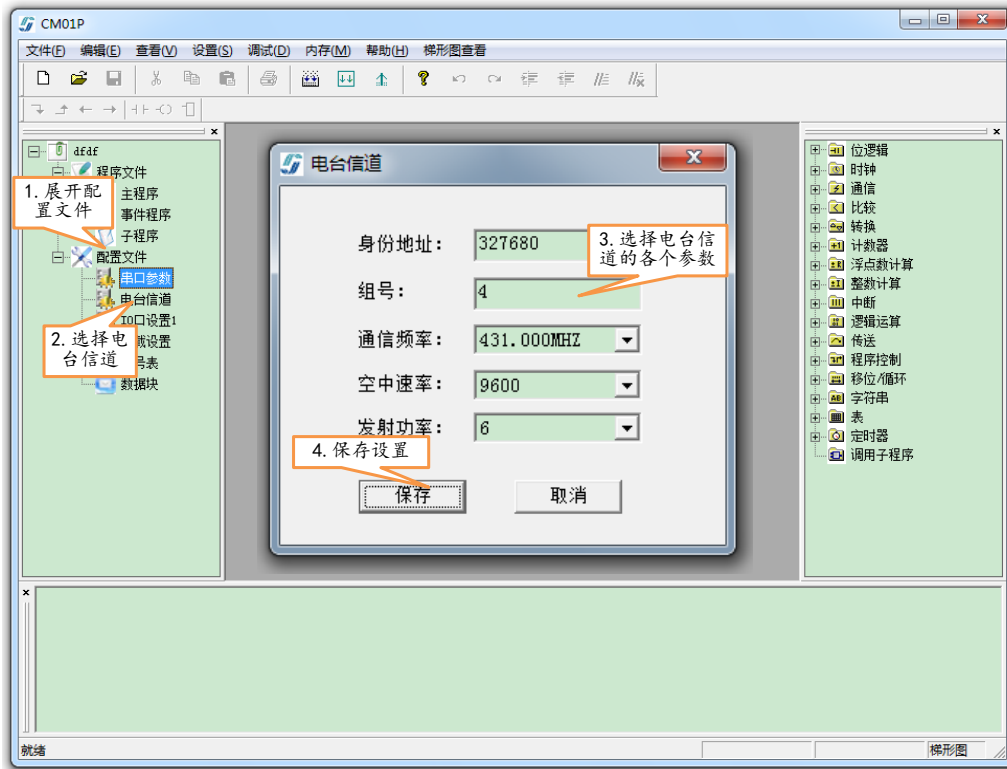 CM01P
文件(F) 编辑(E) 查看(V) 设置(S) 调试(D) 内存(M) 帮助(H) 梯形图查看
dfdf
程序文件
主程序
事件程序
子程序
配置文件
串口参数
电台信道
IO口设置1
设置
号表
数据块
1.展开配
置文件
2.选择电
台信道
电台信道
身份地址：
327680
组号：
4
通信频率：
431.000MHZ
空中速率：
9600
发射功率：
6
保存
取消
3.选择电台信
道的各个参数
4.保存设置
位逻辑
时钟
通信
比较
转换
计数器
浮点数计算
整数计算
中断
逻辑运算
传送
程序控制
移位/循环
字符串
表
定时器
调用子程序
就绪
梯形图